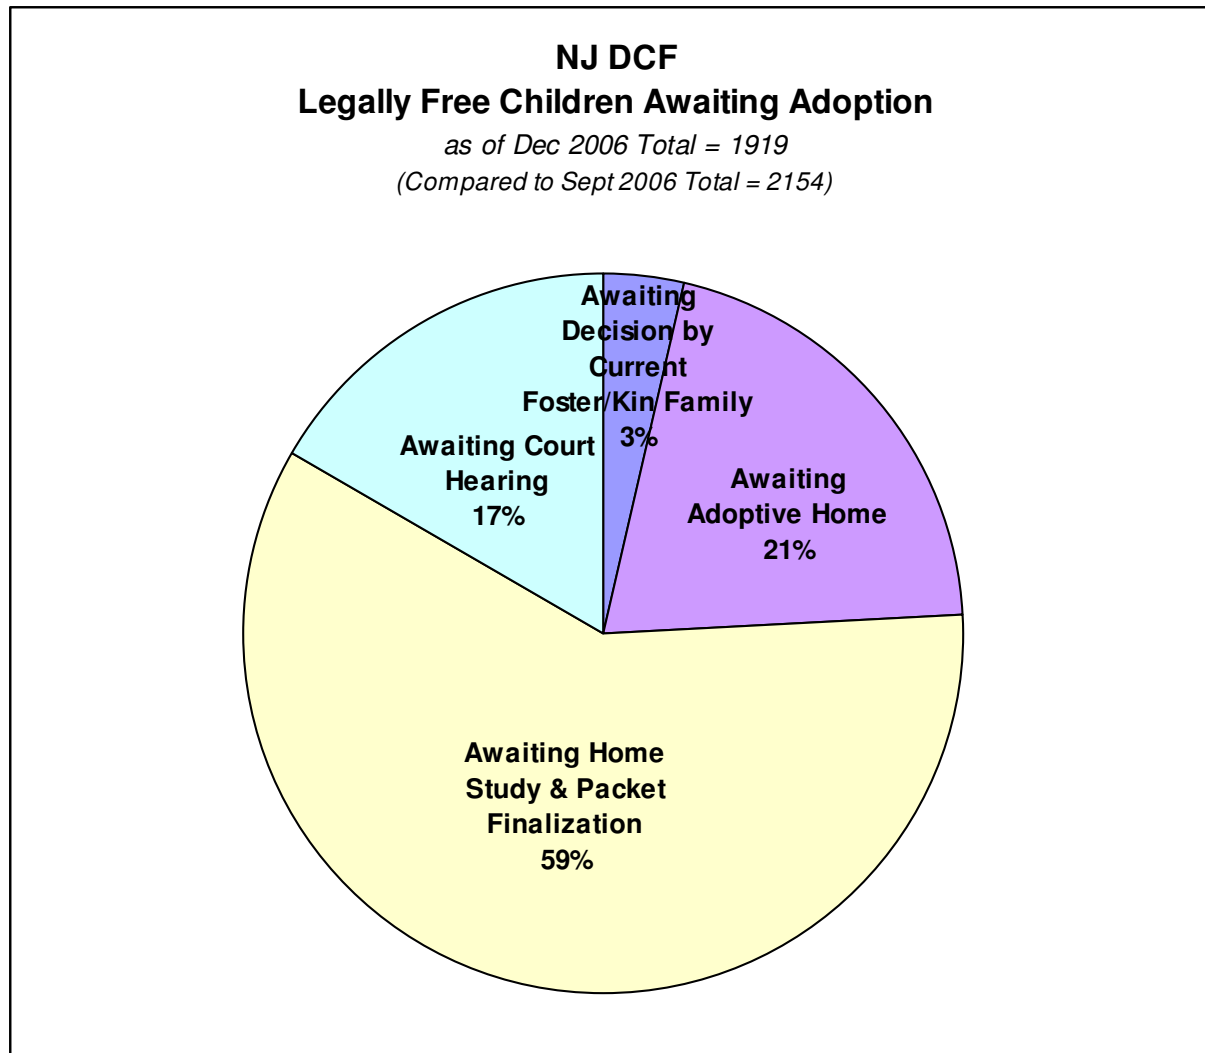 NJ DCF
Legally Free Children Awaiting Adoption
as of Dec 2006 Total = 1919
(Compared to Sept 2006 Total = 2154)
Awaiting
Decision by
Current
Foster/Kin Family
3%
Awaiting Court
Hearing
17%
Awaiting
Adoptive Home
21%
Awaiting Home
Study & Packet
Finalization
59%